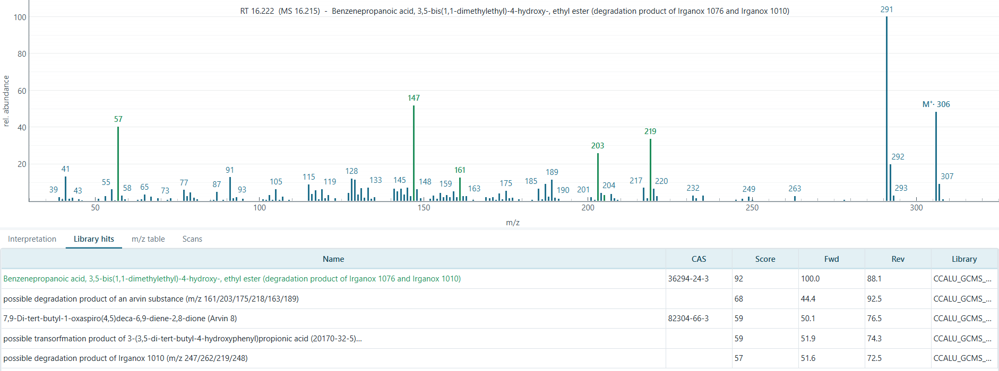 RT 16.222 (MS 16.215) - Benzenepropanoic acid, 3,5-bis(1,1-dimethylethyl)-4-hydroxy-, ethyl ester (degradation product of Irganox 1076 and Irganox 1010)
rel. abundance
100
80
60
40
20
39 41 43 55 57 58 65 73 77 87 91 93 105 115 119 128 133 145 147 148 159 161 163 175 185 189 190 201 203 204 217 219 220 232 249 263 291 292 293 M⁺· 306 307
50 100 150 200 250 300
m/z
Interpretation Library hits m/z table Scans
Name CAS Score Fwd Rev Library
Benzenepropanoic acid, 3,5-bis(1,1-dimethylethyl)-4-hydroxy-, ethyl ester (degradation product of Irganox 1076 and Irganox 1010) 36294-24-3 92 100.0 88.1 CCALU_GCMS_...
possible degradation product of an arvin substance (m/z 161/203/175/218/163/189) 68 44.4 92.5 CCALU_GCMS_...
7,9-Di-tert-butyl-1-oxaspiro(4,5)deca-6,9-diene-2,8-dione (Arvin 8) 82304-66-3 59 50.1 76.5 CCALU_GCMS_...
possible transorfmation product of 3-(3,5-di-tert-butyl-4-hydroxyphenyl)propionic acid (20170-32-5)... 59 51.9 74.3 CCALU_GCMS_...
possible degradation product of Irganox 1010 (m/z 247/262/219/248) 57 51.6 72.5 CCALU_GCMS_...